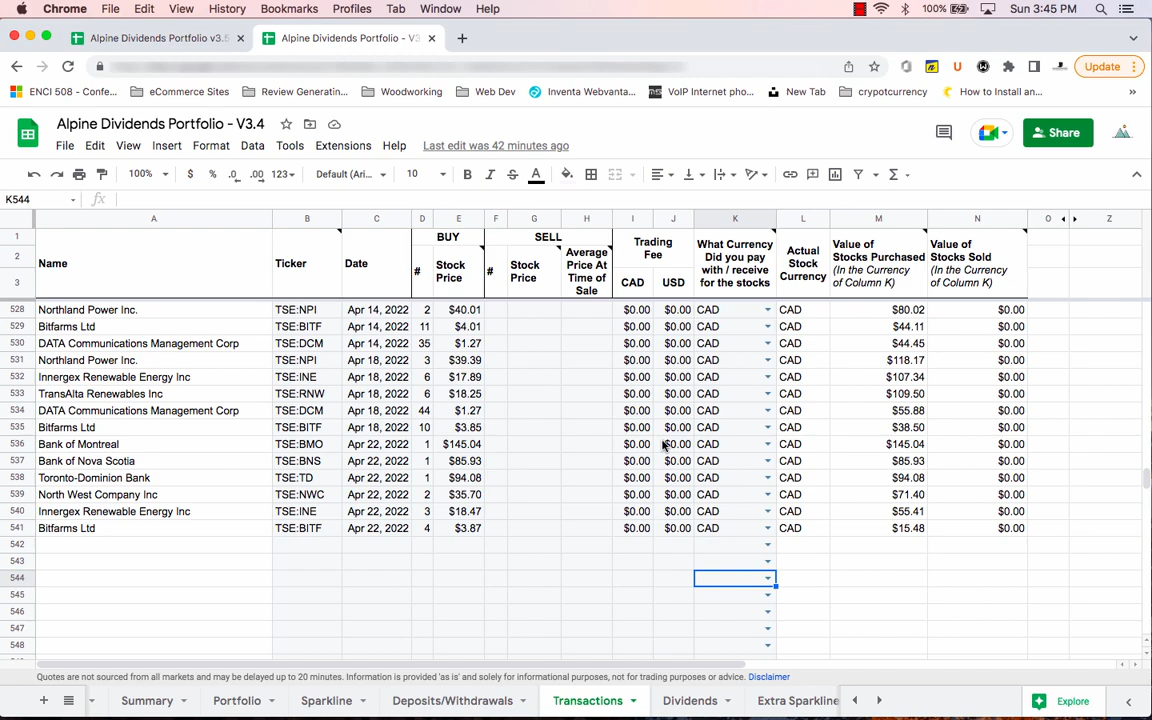 Chrome File Edit View History Bookmarks Profiles Tab Window Help 100% Sun 3:45 PM
Alpine Dividends Portfolio v3.5 Alpine Dividends Portfolio - V3.
Update
ENCI 508 - Confe... eCommerce Sites Review Generatin... Woodworking Web Dev Inventa Webvanta... VoIP Internet pho... New Tab cryptocurrency How to Install an... »
Alpine Dividends Portfolio - V3.4
Share
File Edit View Insert Format Data Tools Extensions Help Last edit was 42 minutes ago
100% $ % .0 .00 123 Default (Ari... 10 B I S A
K544 fx
A B C D E F G H I J K L M N O Z
1 BUY SELL
2 Name Ticker Date # Stock Price # Stock Price Average Price At Time of Sale Trading Fee What Currency Did you pay with / receive for the stocks Actual Stock Currency Value of Stocks Purchased (In the Currency of Column K) Value of Stocks Sold (In the Currency of Column K)
3 CAD USD
528 Northland Power Inc. TSE:NPI Apr 14, 2022 2 $40.01 $0.00 $0.00 CAD CAD $80.02 $0.00
529 Bitfarms Ltd TSE:BITF Apr 14, 2022 11 $4.01 $0.00 $0.00 CAD CAD $44.11 $0.00
530 DATA Communications Management Corp TSE:DCM Apr 14, 2022 35 $1.27 $0.00 $0.00 CAD CAD $44.45 $0.00
531 Northland Power Inc. TSE:NPI Apr 18, 2022 3 $39.39 $0.00 $0.00 CAD CAD $118.17 $0.00
532 Innergex Renewable Energy Inc TSE:INE Apr 18, 2022 6 $17.89 $0.00 $0.00 CAD CAD $107.34 $0.00
533 TransAlta Renewables Inc TSE:RNW Apr 18, 2022 6 $18.25 $0.00 $0.00 CAD CAD $109.50 $0.00
534 DATA Communications Management Corp TSE:DCM Apr 18, 2022 44 $1.27 $0.00 $0.00 CAD CAD $55.88 $0.00
535 Bitfarms Ltd TSE:BITF Apr 18, 2022 10 $3.85 $0.00 $0.00 CAD CAD $38.50 $0.00
536 Bank of Montreal TSE:BMO Apr 22, 2022 1 $145.04 $0.00 $0.00 CAD CAD $145.04 $0.00
537 Bank of Nova Scotia TSE:BNS Apr 22, 2022 1 $85.93 $0.00 $0.00 CAD CAD $85.93 $0.00
538 Toronto-Dominion Bank TSE:TD Apr 22, 2022 1 $94.08 $0.00 $0.00 CAD CAD $94.08 $0.00
539 North West Company Inc TSE:NWC Apr 22, 2022 2 $35.70 $0.00 $0.00 CAD CAD $71.40 $0.00
540 Innergex Renewable Energy Inc TSE:INE Apr 22, 2022 3 $18.47 $0.00 $0.00 CAD CAD $55.41 $0.00
541 Bitfarms Ltd TSE:BITF Apr 22, 2022 4 $3.87 $0.00 $0.00 CAD CAD $15.48 $0.00
542
543
544
545
546
547
548
Quotes are not sourced from all markets and may be delayed up to 20 minutes. Information is provided 'as is' and solely for informational purposes, not for trading purposes or advice. Disclaimer
Summary Portfolio Sparkline Deposits/Withdrawals Transactions Dividends Extra Sparkline Explore